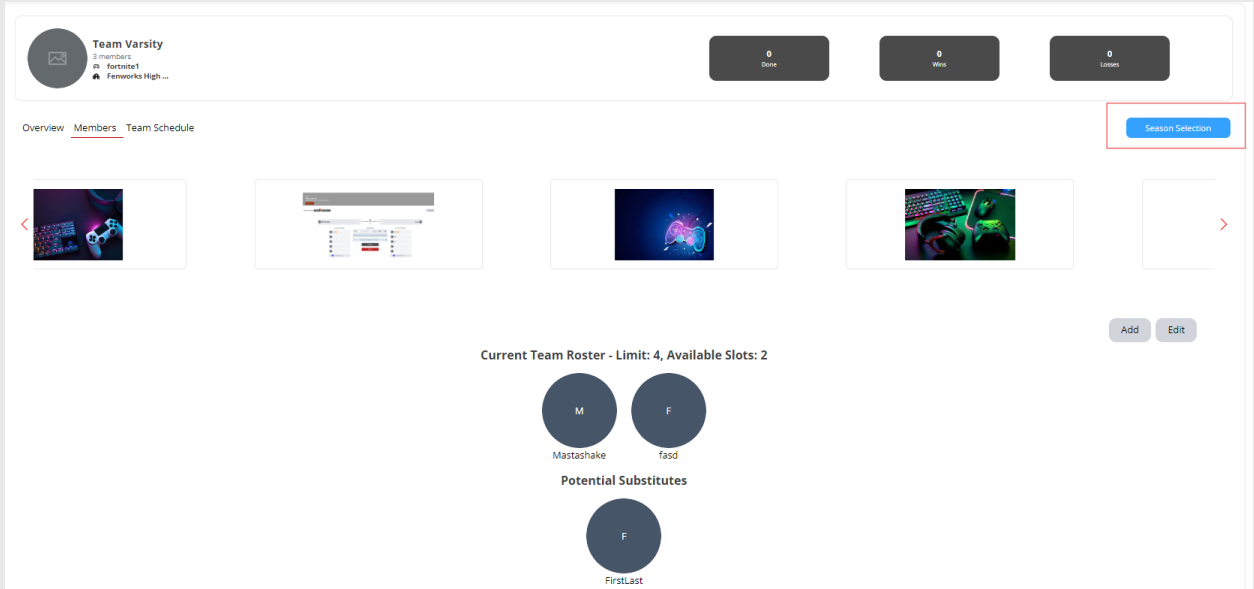 Team Varsity
3 members
fortnite1
Fenworks High ...
0
Done
0
Wins
0
Losses
Overview Members Team Schedule
Season Selection
Add Edit
Current Team Roster - Limit: 4, Available Slots: 2
M F
Mastashake fasd
Potential Substitutes
F
FirstLast